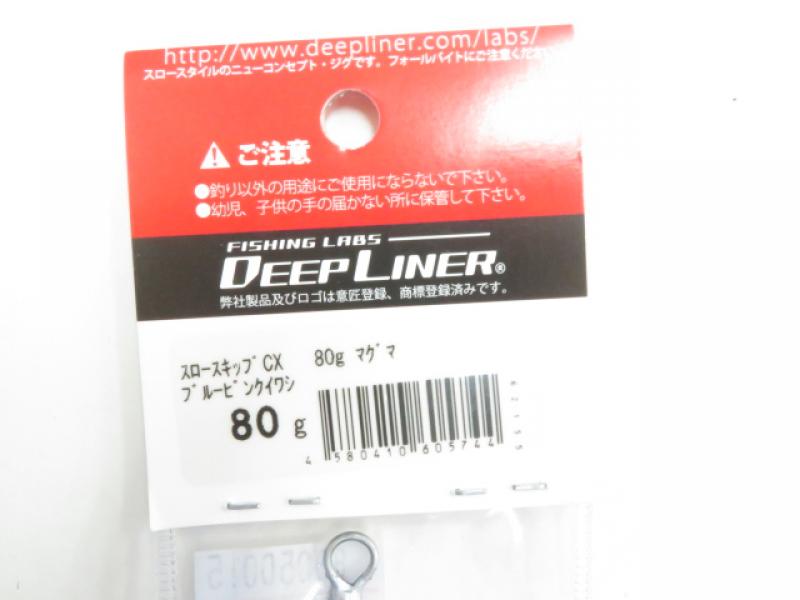 http://www.deepliner.com/labs/
スロースタイルのニューコンセプト・ジグです。フォールバイトにご注意ください。
ご注意
●釣り以外の用途にご使用にならないで下さい。
●幼児、子供の手の届かない所に保管して下さい。
FISHING LABS
DEEP LINER®
弊社製品及びロゴは意匠登録、商標登録済みです。
スロースキップCX 80g マグマ
ブルーピンクイワシ
80 g
4 580410 605744
62155